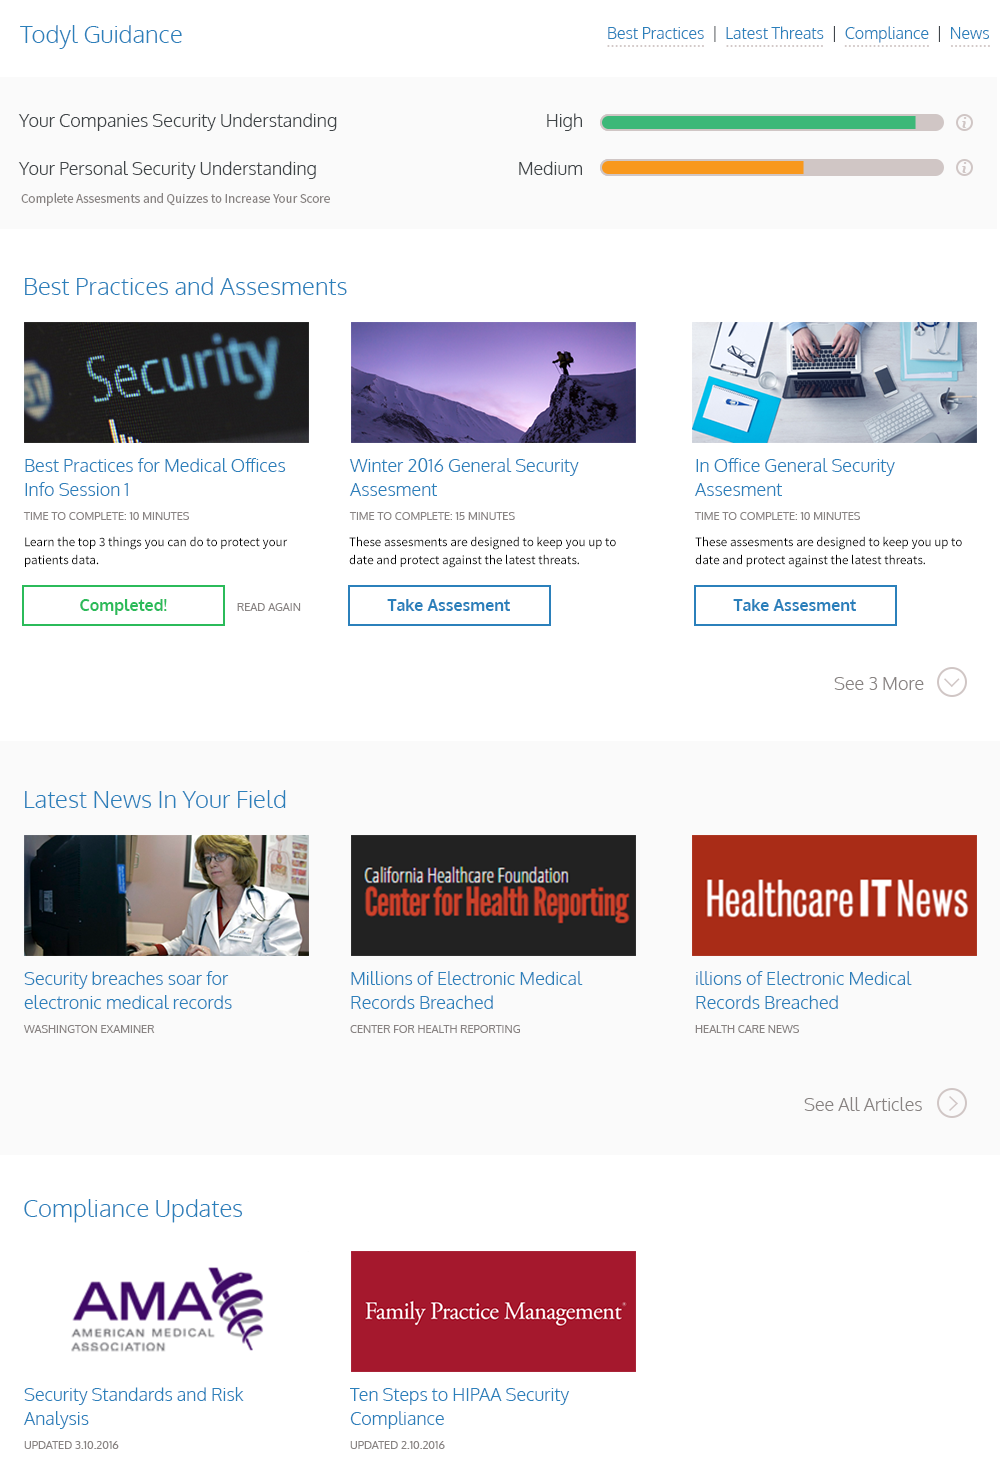 Todyl Guidance
Best Practices | Latest Threats | Compliance | News
Your Companies Security Understanding
High
Your Personal Security Understanding
Medium
Complete Assesments and Quizzes to Increase Your Score
Best Practices and Assesments
Security
Best Practices for Medical Offices
Info Session 1
TIME TO COMPLETE: 10 MINUTES
Learn the top 3 things you can do to protect your
patients data.
Completed!
READ AGAIN
Winter 2016 General Security
Assesment
TIME TO COMPLETE: 15 MINUTES
These assesments are designed to keep you up to
date and protect against the latest threats.
Take Assesment
In Office General Security
Assesment
TIME TO COMPLETE: 10 MINUTES
These assesments are designed to keep you up to
date and protect against the latest threats.
Take Assesment
See 3 More
Latest News In Your Field
Security breaches soar for
electronic medical records
WASHINGTON EXAMINER
California Healthcare Foundation
Center for Health Reporting
Millions of Electronic Medical
Records Breached
CENTER FOR HEALTH REPORTING
Healthcare IT News
illions of Electronic Medical
Records Breached
HEALTH CARE NEWS
See All Articles
Compliance Updates
AMA
AMERICAN MEDICAL
ASSOCIATION
Security Standards and Risk
Analysis
UPDATED 3.10.2016
Family Practice Management®
Ten Steps to HIPAA Security
Compliance
UPDATED 2.10.2016